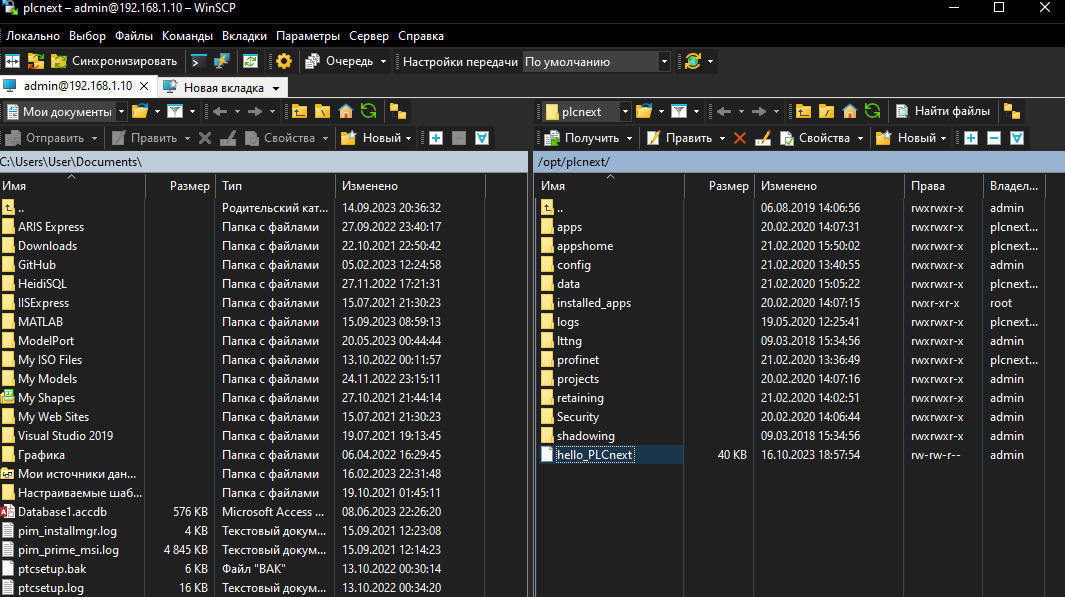 plcnext – admin@192.168.1.10 – WinSCP
Локально Выбор Файлы Команды Вкладки Параметры Сервер Справка
Синхронизировать Очередь Настройки передачи По умолчанию
admin@192.168.1.10 Новая вкладка
Мои документы plcnext Найти файлы
Отправить Править Свойства Новый Получить Править Свойства Новый
C:\Users\User\Documents\
Имя Размер Тип Изменено
.. Родительский кат... 14.09.2023 20:36:32
ARIS Express Папка с файлами 27.09.2022 23:40:17
Downloads Папка с файлами 22.10.2021 22:50:42
GitHub Папка с файлами 05.02.2023 12:24:58
HeidiSQL Папка с файлами 27.11.2022 17:21:31
IISExpress Папка с файлами 15.07.2021 21:30:23
MATLAB Папка с файлами 15.09.2023 08:59:13
ModelPort Папка с файлами 20.05.2023 00:44:44
My ISO Files Папка с файлами 13.10.2022 00:11:57
My Models Папка с файлами 24.11.2022 23:15:11
My Shapes Папка с файлами 27.10.2021 21:44:14
My Web Sites Папка с файлами 15.07.2021 21:30:23
Visual Studio 2019 Папка с файлами 19.07.2021 19:13:45
Графика Папка с файлами 06.04.2022 16:29:45
Мои источники дан... Папка с файлами 16.02.2023 22:31:48
Настраиваемые шаб... Папка с файлами 19.10.2021 01:45:11
Database1.accdb 576 KB Microsoft Access ... 08.06.2023 22:26:20
pim_installmgr.log 4 KB Текстовый докум... 15.09.2021 12:23:08
pim_prime_msi.log 4 845 KB Текстовый докум... 15.09.2021 12:14:23
ptcsetup.bak 6 KB Файл "BAK" 13.10.2022 00:30:14
ptcsetup.log 16 KB Текстовый докум... 13.10.2022 00:34:20
/opt/plcnext/
Имя Размер Изменено Права Владел...
.. 06.08.2019 14:06:56 rwxrwxr-x admin
apps 20.02.2020 14:07:31 rwxrwxr-x plcnext...
appshome 21.02.2020 15:50:02 rwxrwxr-x plcnext...
config 21.02.2020 13:40:55 rwxrwxr-x admin
data 21.02.2020 15:05:22 rwxrwxr-x plcnext...
installed_apps 20.02.2020 14:07:15 rwxr-xr-x root
logs 19.05.2020 12:25:41 rwxrwxr-x plcnext...
lttng 09.03.2018 15:34:56 rwxrwxr-x admin
profinet 21.02.2020 13:36:49 rwxrwxr-x plcnext...
projects 20.02.2020 14:07:16 rwxrwxr-x admin
retaining 21.02.2020 14:02:51 rwxrwxr-x admin
Security 20.02.2020 14:06:44 rwxrwxr-x admin
shadowing 09.03.2018 15:34:56 rwxrwxr-x admin
hello_PLCnext 40 KB 16.10.2023 18:57:54 rw-rw-r-- admin